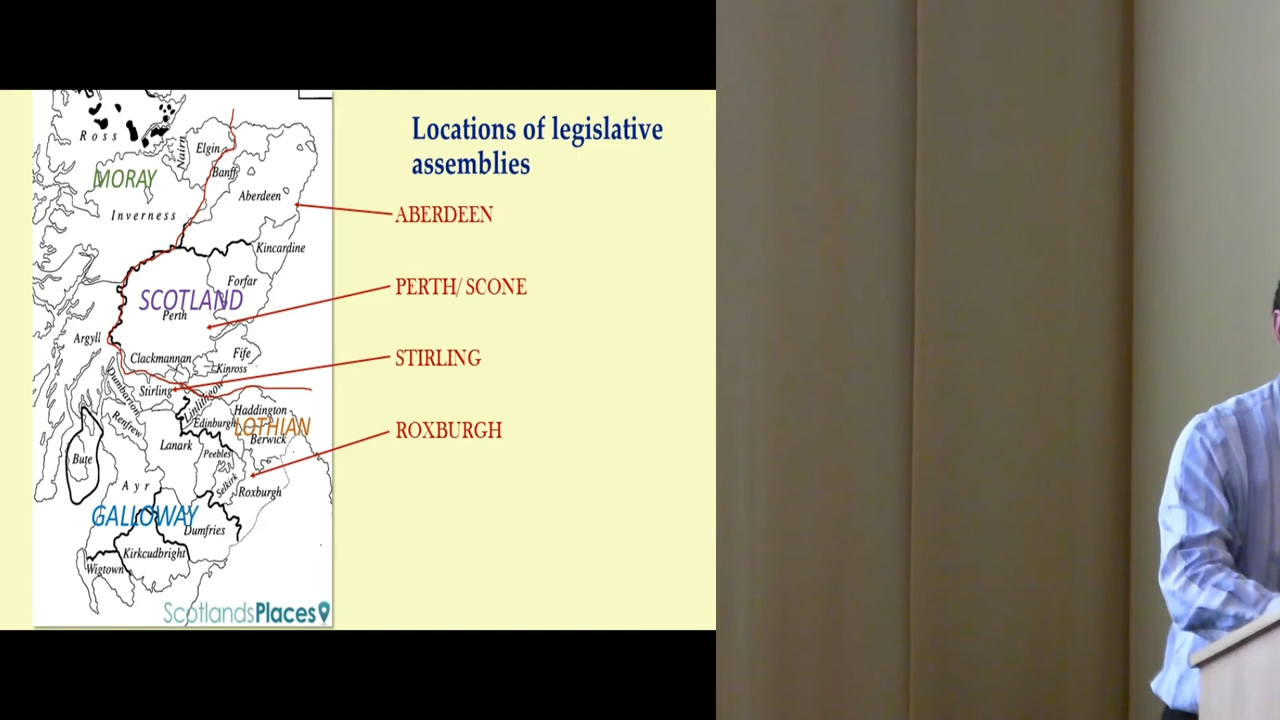 Locations of legislative
assemblies
ABERDEEN
PERTH/ SCONE
STIRLING
ROXBURGH
Ross
Nairn
Elgin
Banff
MORAY
Aberdeen
Inverness
Kincardine
Forfar
SCOTLAND
Perth
Argyll
Fife
Clackmannan
Kinross
Dumbarton
Stirling
Linlithgow
Haddington
Renfrew
Edinburgh
LOTHIAN
Berwick
Lanark
Peebles
Bute
Selkirk
Ayr
Roxburgh
GALLOWAY
Dumfries
Kirkcudbright
Wigtown
ScotlandsPlaces